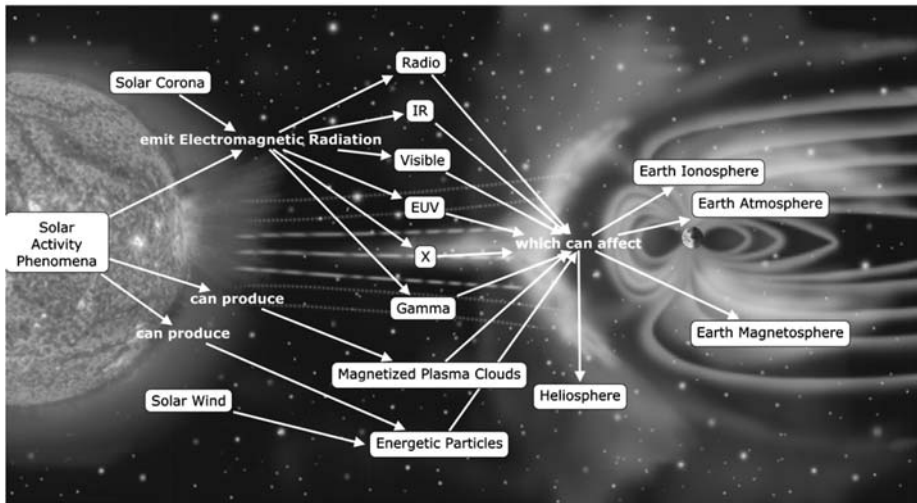 Radio
Solar Corona
IR
emit Electromagnetic Radiation
Visible
Earth Ionosphere
EUV
Earth Atmosphere
Solar
Activity
Phenomena
which can affect
X
can produce
Gamma
can produce
Earth Magnetosphere
Magnetized Plasma Clouds
Solar Wind
Heliosphere
Energetic Particles